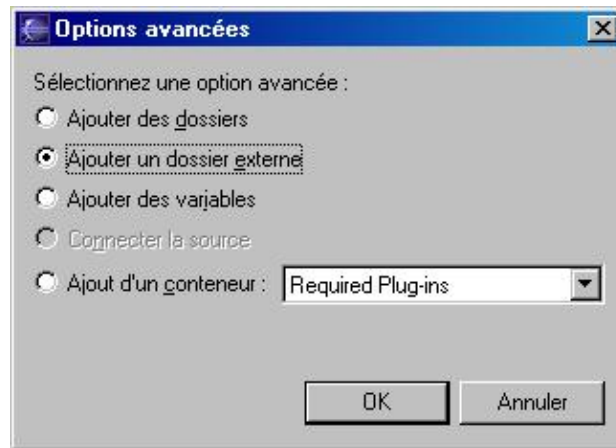 Options avancées
Sélectionnez une option avancée :
Ajouter des dossiers
Ajouter un dossier externe
Ajouter des variables
Connecter la source
Ajout d'un conteneur : Required Plug-ins
OK Annuler